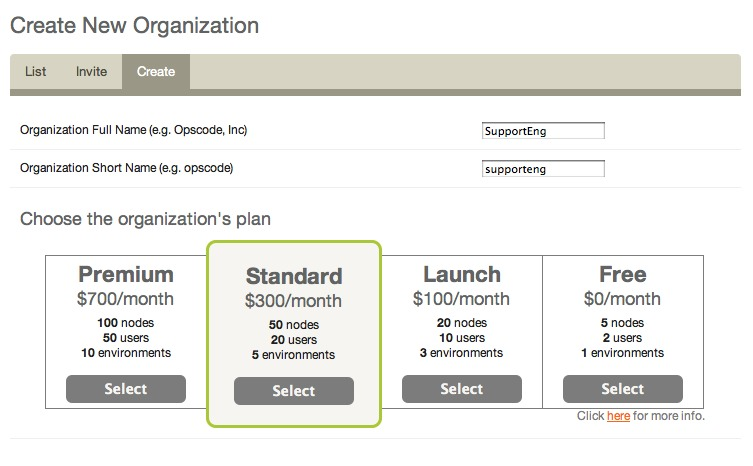 Create New Organization
List
Invite
Create
Organization Full Name (e.g. Opscode, Inc)
SupportEng
Organization Short Name (e.g. opscode)
supporteng
Choose the organization's plan
Premium
$700/month
100 nodes
50 users
10 environments
Select
Standard
$300/month
50 nodes
20 users
5 environments
Select
Launch
$100/month
20 nodes
10 users
3 environments
Select
Free
$0/month
5 nodes
2 users
1 environments
Select
Click here for more info.